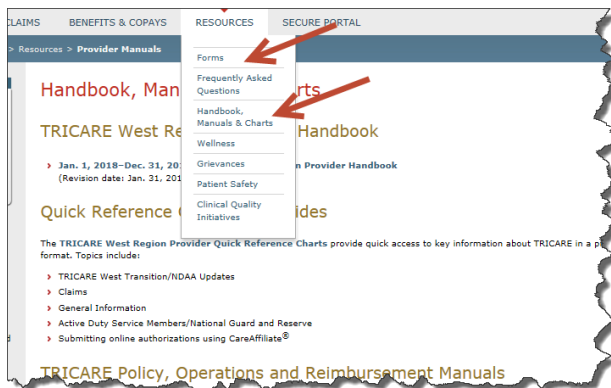 CLAIMS BENEFITS & COPAYS RESOURCES SECURE PORTAL
> Resources > Provider Manuals
Forms
Frequently Asked
Questions
Handbook,
Manuals & Charts
Wellness
Grievances
Patient Safety
Clinical Quality
Initiatives
Handbook, Man rts
TRICARE West Re Handbook
> Jan. 1, 2018–Dec. 31, 201 n Provider Handbook
(Revision date: Jan. 31, 201
Quick Reference ides
The TRICARE West Region Provider Quick Reference Charts provide quick access to key information about TRICARE in a p
format. Topics include:
> TRICARE West Transition/NDAA Updates
> Claims
> General Information
> Active Duty Service Members/National Guard and Reserve
> Submitting online authorizations using CareAffiliate®
TRICARE Policy, Operations and Reimbursement Manuals